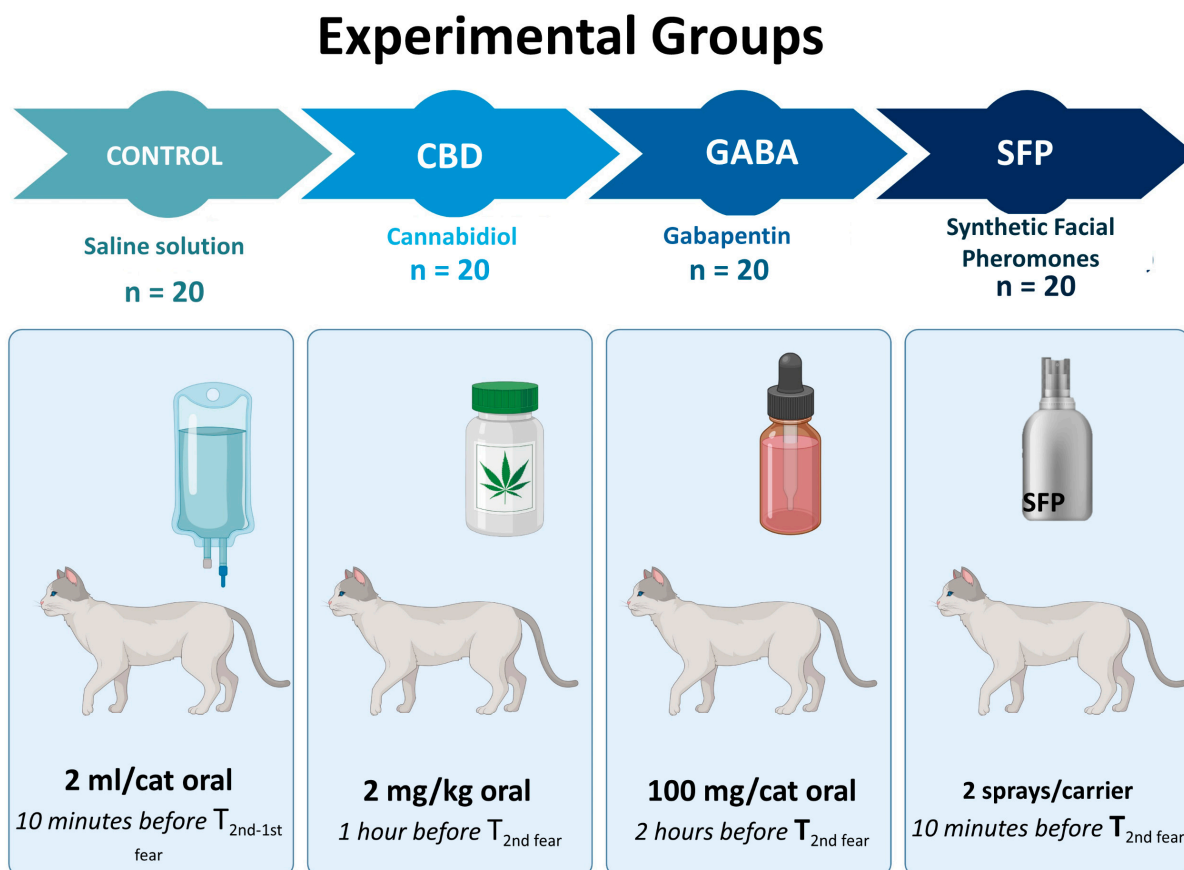 Experimental Groups
CONTROL
CBD
GABA
SFP
Saline solution
n = 20
Cannabidiol
n = 20
Gabapentin
n = 20
Synthetic Facial
Pheromones
n = 20
SFP
2 ml/cat oral
10 minutes before T2nd-1st
fear
2 mg/kg oral
1 hour before T2nd fear
100 mg/cat oral
2 hours before T2nd fear
2 sprays/carrier
10 minutes before T2nd fear